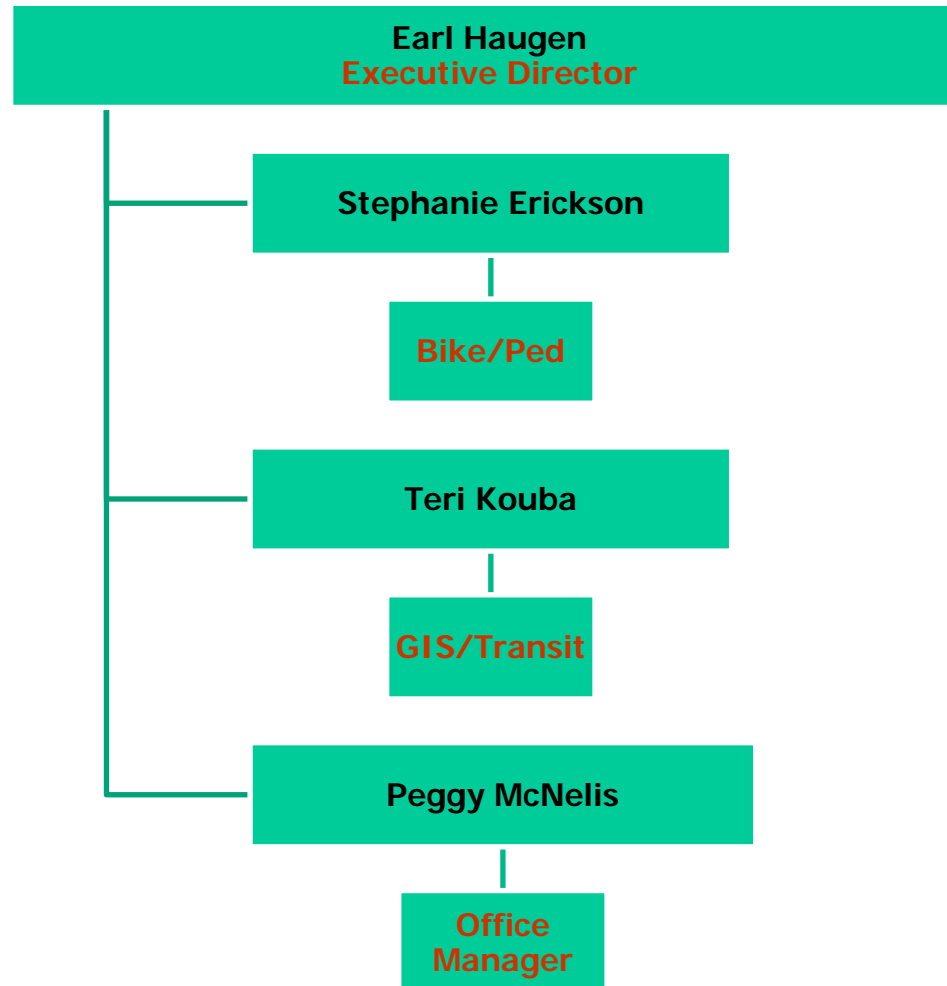 Earl Haugen
Executive Director
Stephanie Erickson
Bike/Ped
Teri Kouba
GIS/Transit
Peggy McNelis
Office
Manager